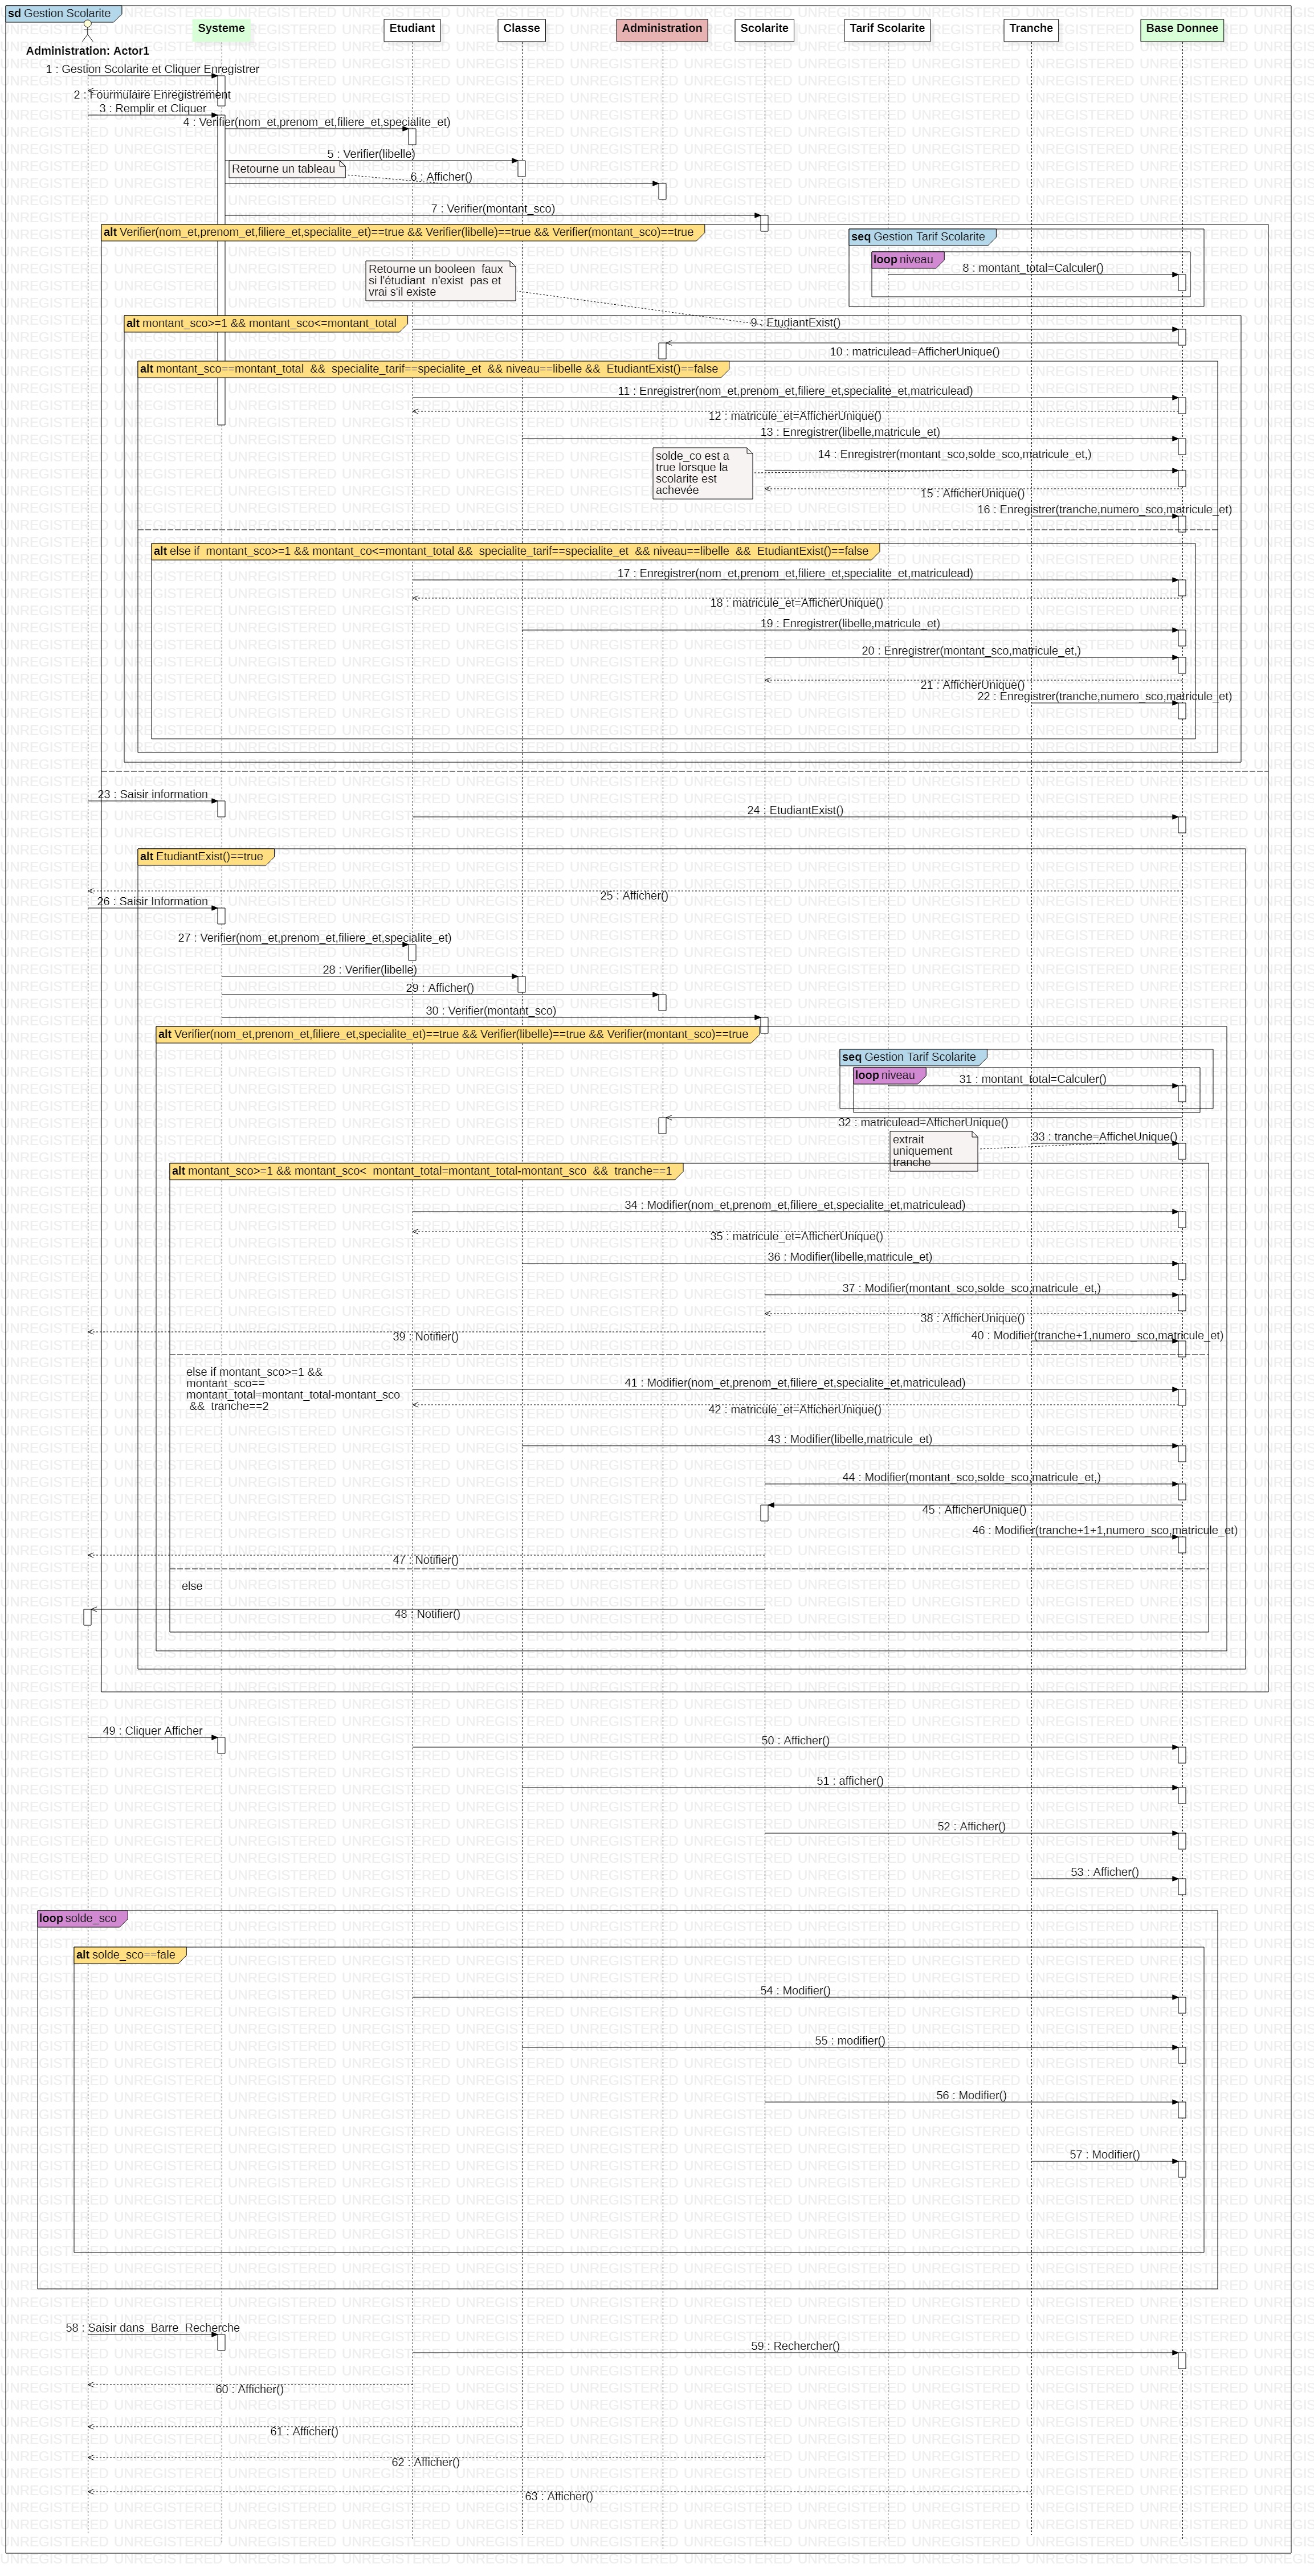 sd Gestion Scolarite
Administration: Actor1
Systeme
Etudiant
Classe
Administration
Scolarite
Tarif Scolarite
Tranche
Base Donnee
1 : Gestion Scolarite et Cliquer Enregistrer
2 : Fourmulaire Enregistrement
3 : Remplir et Cliquer
4 : Verifier(nom_et,prenom_et,filiere_et,specialite_et)
5 : Verifier(libelle)
Retourne un tableau
6 : Afficher()
7 : Verifier(montant_sco)
alt Verifier(nom_et,prenom_et,filiere_et,specialite_et)==true && Verifier(libelle)==true && Verifier(montant_sco)==true
seq Gestion Tarif Scolarite
loop niveau
8 : montant_total=Calculer()
Retourne un booleen faux
si l'étudiant n'exist pas et
vrai s'il existe
alt montant_sco>=1 && montant_sco<=montant_total
9 : EtudiantExist()
10 : matriculead=AfficherUnique()
alt montant_sco==montant_total && specialite_tarif==specialite_et && niveau==libelle && EtudiantExist()==false
11 : Enregistrer(nom_et,prenom_et,filiere_et,specialite_et,matriculead)
12 : matricule_et=AfficherUnique()
13 : Enregistrer(libelle,matricule_et)
solde_co est a
true lorsque la
scolarite est
achevée
14 : Enregistrer(montant_sco,solde_sco,matricule_et,)
15 : AfficherUnique()
16 : Enregistrer(tranche,numero_sco,matricule_et)
alt else if montant_sco>=1 && montant_co<=montant_total && specialite_tarif==specialite_et && niveau==libelle && EtudiantExist()==false
17 : Enregistrer(nom_et,prenom_et,filiere_et,specialite_et,matriculead)
18 : matricule_et=AfficherUnique()
19 : Enregistrer(libelle,matricule_et)
20 : Enregistrer(montant_sco,matricule_et,)
21 : AfficherUnique()
22 : Enregistrer(tranche,numero_sco,matricule_et)
23 : Saisir information
24 : EtudiantExist()
alt EtudiantExist()==true
25 : Afficher()
26 : Saisir Information
27 : Verifier(nom_et,prenom_et,filiere_et,specialite_et)
28 : Verifier(libelle)
29 : Afficher()
30 : Verifier(montant_sco)
alt Verifier(nom_et,prenom_et,filiere_et,specialite_et)==true && Verifier(libelle)==true && Verifier(montant_sco)==true
seq Gestion Tarif Scolarite
loop niveau
31 : montant_total=Calculer()
32 : matriculead=AfficherUnique()
extrait
uniquement
tranche
33 : tranche=AfficheUnique()
alt montant_sco>=1 && montant_sco< montant_total=montant_total-montant_sco && tranche==1
34 : Modifier(nom_et,prenom_et,filiere_et,specialite_et,matriculead)
35 : matricule_et=AfficherUnique()
36 : Modifier(libelle,matricule_et)
37 : Modifier(montant_sco,solde_sco,matricule_et,)
38 : AfficherUnique()
39 : Notifier()
40 : Modifier(tranche+1,numero_sco,matricule_et)
else if montant_sco>=1 &&
montant_sco==
montant_total=montant_total-montant_sco
&& tranche==2
41 : Modifier(nom_et,prenom_et,filiere_et,specialite_et,matriculead)
42 : matricule_et=AfficherUnique()
43 : Modifier(libelle,matricule_et)
44 : Modifier(montant_sco,solde_sco,matricule_et,)
45 : AfficherUnique()
46 : Modifier(tranche+1+1,numero_sco,matricule_et)
47 : Notifier()
else
48 : Notifier()
49 : Cliquer Afficher
50 : Afficher()
51 : afficher()
52 : Afficher()
53 : Afficher()
loop solde_sco
alt solde_sco==fale
54 : Modifier()
55 : modifier()
56 : Modifier()
57 : Modifier()
58 : Saisir dans Barre Recherche
59 : Rechercher()
60 : Afficher()
61 : Afficher()
62 : Afficher()
63 : Afficher()